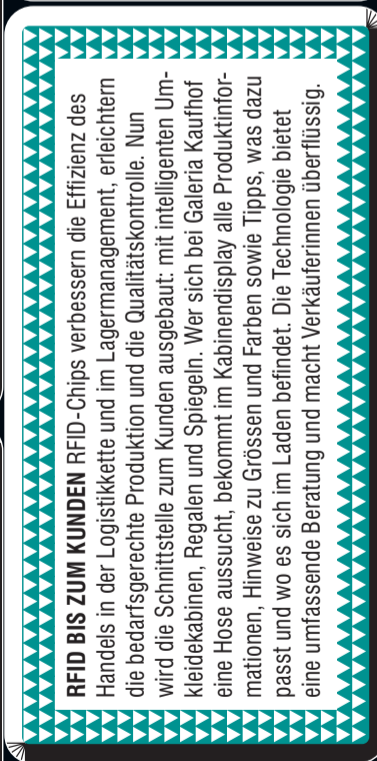 RFID BIS ZUM KUNDEN RFID-Chips verbessern die Effizienz des
Handels in der Logistikkette und im Lagermanagement, erleichtern
die bedarfsgerechte Produktion und die Qualitätskontrolle. Nun
wird die Schnittstelle zum Kunden ausgebaut: mit intelligenten Um-
kleidekabinen, Regalen und Spiegeln. Wer sich bei Galeria Kaufhof
eine Hose aussucht, bekommt im Kabinendisplay alle Produktinfor-
mationen, Hinweise zu Grössen und Farben sowie Tipps, was dazu
passt und wo es sich im Laden befindet. Die Technologie bietet
eine umfassende Beratung und macht Verkäuferinnen überflüssig.